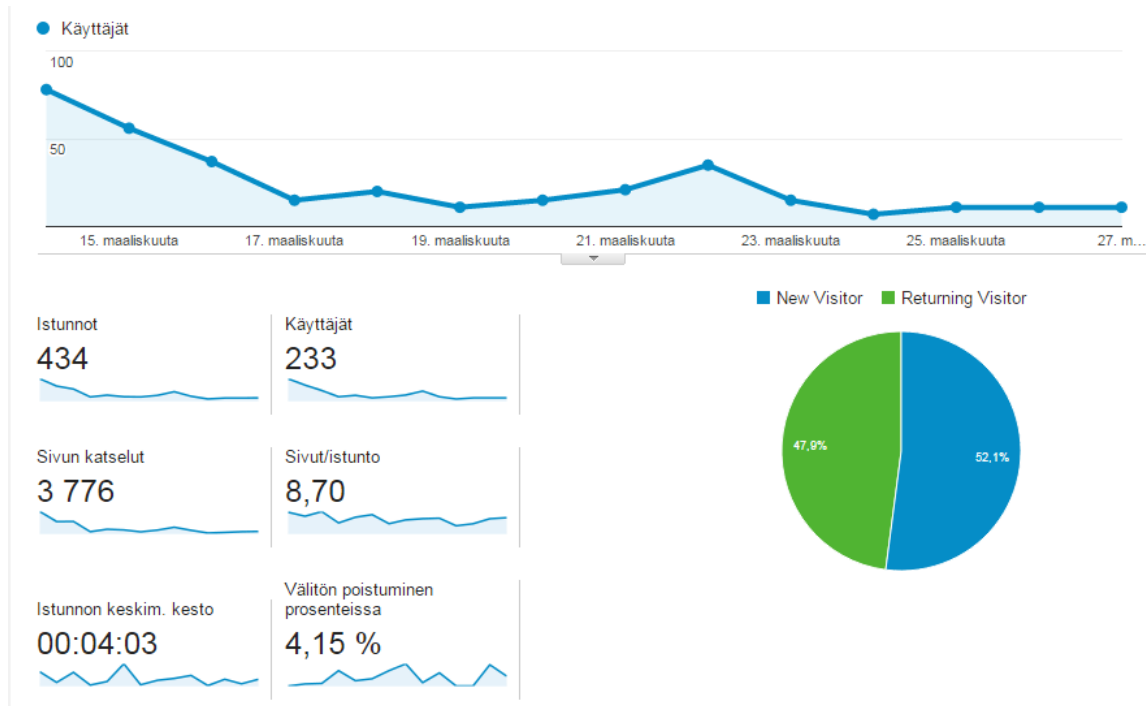 Käyttäjät
100
50
15. maaliskuuta 17. maaliskuuta 19. maaliskuuta 21. maaliskuuta 23. maaliskuuta 25. maaliskuuta 27. m...
New Visitor Returning Visitor
Istunnot Käyttäjät
434 233
Sivun katselut Sivut/istunto
3 776 8,70
47,9%
52,1%
Välitön poistuminen
Istunnon keskim. kesto prosenteissa
00:04:03 4,15 %